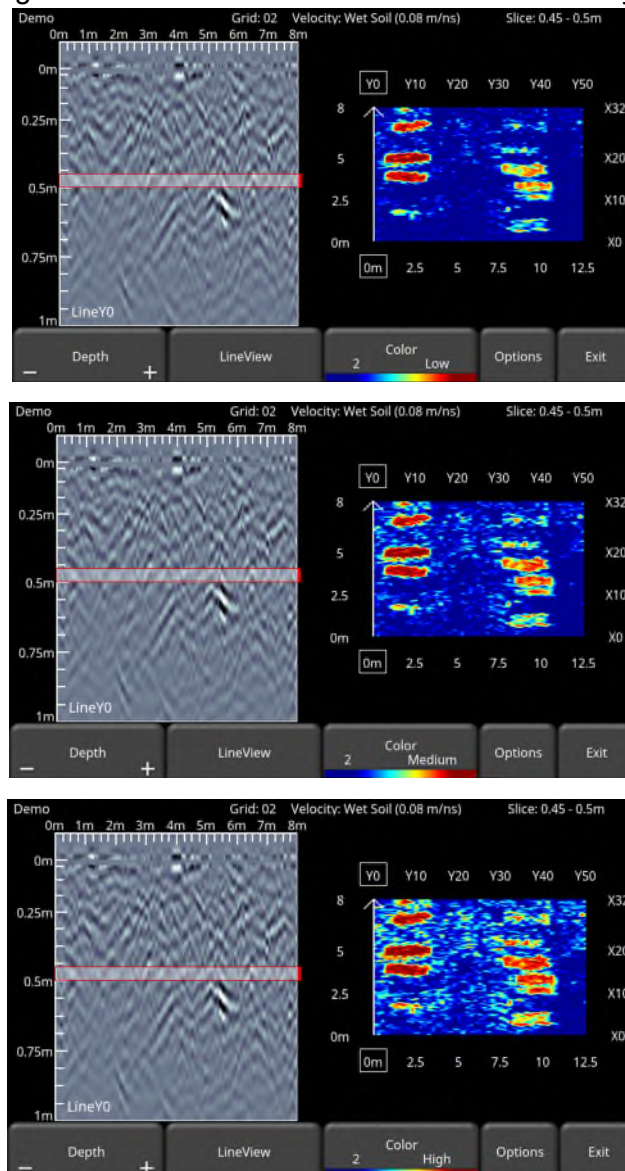 Demo Grid: 02 Velocity: Wet Soil (0.08 m/ns) Slice: 0.45 - 0.5m
0m 1m 2m 3m 4m 5m 6m 7m 8m
0m
0.25m
0.5m
0.75m
1m
LineY0
Y0 Y10 Y20 Y30 Y40 Y50
8 X32
5 X20
2.5 X10
0m X0
0m 2.5 5 7.5 10 12.5
- Depth + LineView 2 Color Low Options Exit
Demo Grid: 02 Velocity: Wet Soil (0.08 m/ns) Slice: 0.45 - 0.5m
0m 1m 2m 3m 4m 5m 6m 7m 8m
0m
0.25m
0.5m
0.75m
1m
LineY0
Y0 Y10 Y20 Y30 Y40 Y50
8 X32
5 X20
2.5 X10
0m X0
0m 2.5 5 7.5 10 12.5
- Depth + LineView 2 Color Medium Options Exit
Demo Grid: 02 Velocity: Wet Soil (0.08 m/ns) Slice: 0.45 - 0.5m
0m 1m 2m 3m 4m 5m 6m 7m 8m
0m
0.25m
0.5m
0.75m
1m
LineY0
Y0 Y10 Y20 Y30 Y40 Y50
8 X32
5 X20
2.5 X10
0m X0
0m 2.5 5 7.5 10 12.5
- Depth + LineView 2 Color High Options Exit